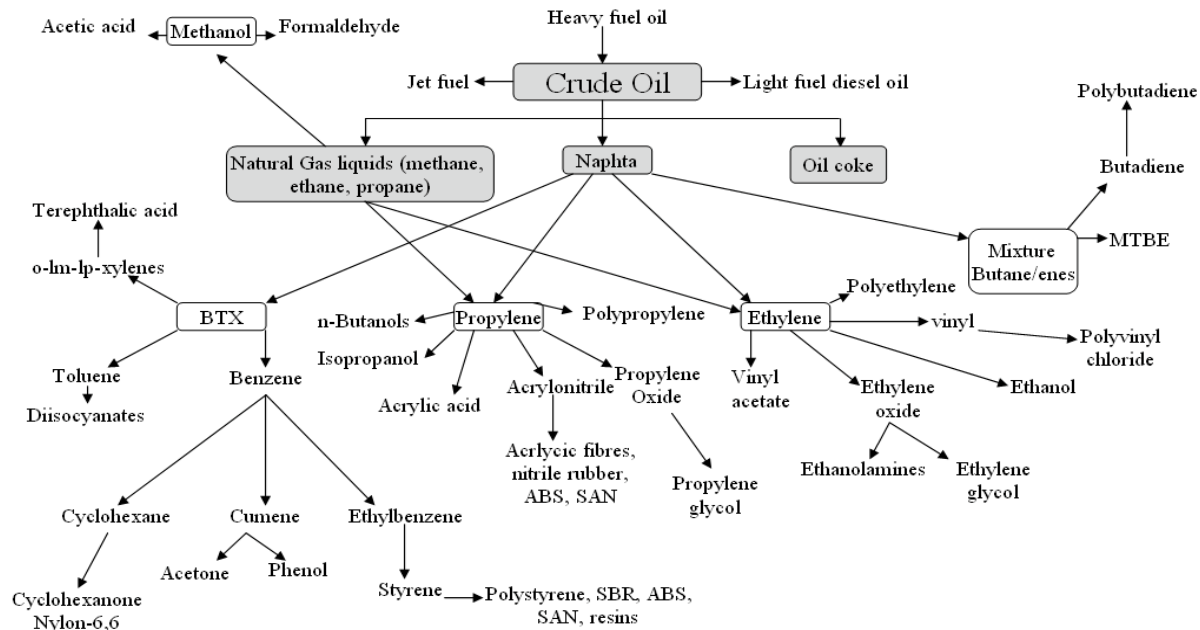 Heavy fuel oil
Acetic acid
Methanol
Formaldehyde
Jet fuel
Crude Oil
Light fuel diesel oil
Polybutadiene
Natural Gas liquids (methane,
ethane, propane)
Naphta
Oil coke
Butadiene
Terephthalic acid
MTBE
Mixture
Butane/enes
o-lm-lp-xylenes
Polyethylene
BTX
n-Butanols
Propylene
Polypropylene
Ethylene
vinyl
Polyvinyl
chloride
Isopropanol
Toluene
Benzene
Acrylic acid
Acrylonitrile
Propylene
Oxide
Vinyl
acetate
Ethylene
oxide
Ethanol
Diisocyanates
Acrlycic fibres,
nitrile rubber,
ABS, SAN
Propylene
glycol
Ethanolamines
Ethylene
glycol
Cyclohexane
Cumene
Ethylbenzene
Acetone
Phenol
Styrene
Polystyrene, SBR, ABS,
SAN, resins
Cyclohexanone
Nylon-6,6